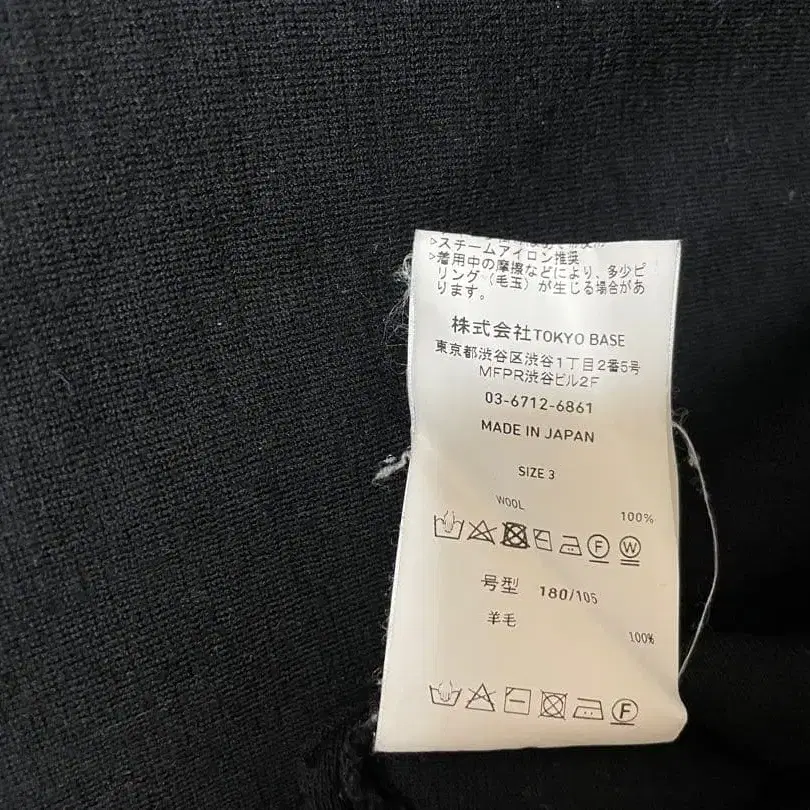 ▷スチームアイロン推奨
▷着用中の摩擦などにより、多少ピ
リング（毛玉）が生じる場合があ
ります。
株式会社TOKYO BASE
東京都渋谷区渋谷1丁目2番5号
MFPR渋谷ビル2F
03-6712-6861
MADE IN JAPAN
SIZE 3
WOOL 100%
F W
号型 180/105
羊毛 100%
F